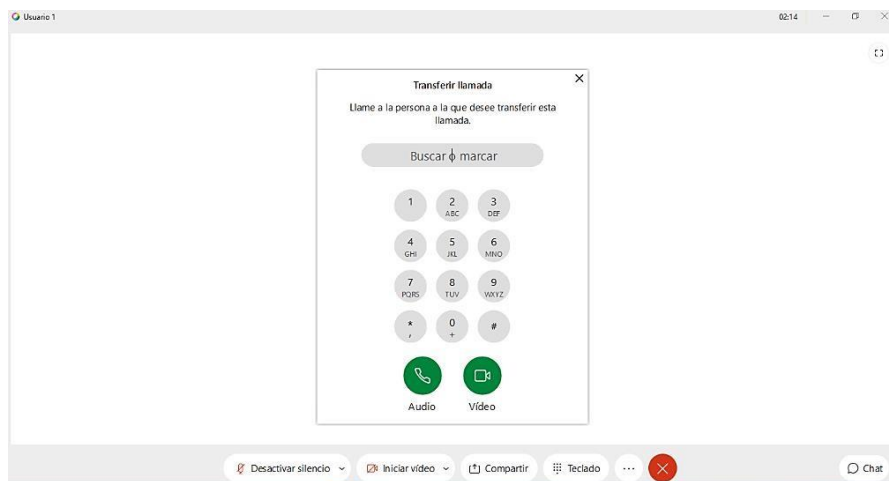 Usuario 1
02:14
Transferir llamada
Llame a la persona a la que desee transferir esta
llamada.
Buscar o marcar
1
2
3
ABC
DEF
4
5
6
GHI
JKL
MNO
7
8
9
PQRS
TUV
WXYZ
*
0
#
,
+
Audio
Vídeo
Desactivar silencio
Iniciar vídeo
Compartir
Teclado
...
Chat